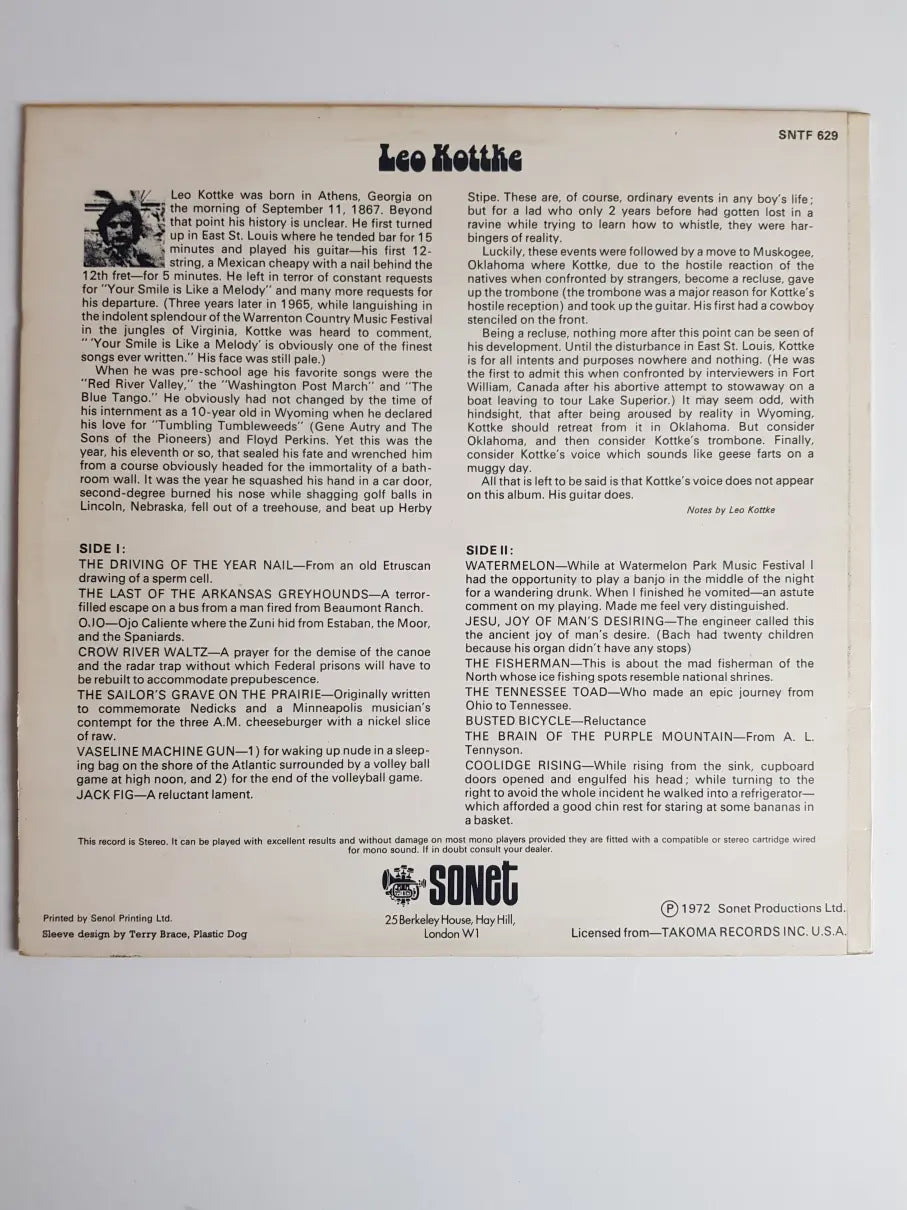 SNTF 629
Leo Kottke
Leo Kottke was born in Athens, Georgia on
the morning of September 11, 1867. Beyond
that point his history is unclear. He first turned
up in East St. Louis where he tended bar for 15
minutes and played his guitar—his first 12-
string, a Mexican cheapy with a nail behind the
12th fret—for 5 minutes. He left in terror of constant requests
for "Your Smile is Like a Melody" and many more requests for
his departure. (Three years later in 1965, while languishing in
the indolent splendour of the Warrenton Country Music Festival
in the jungles of Virginia, Kottke was heard to comment,
" 'Your Smile is Like a Melody' is obviously one of the finest
songs ever written." His face was still pale.)
When he was pre-school age his favorite songs were the
"Red River Valley," the "Washington Post March" and "The
Blue Tango." He obviously had not changed by the time of
his internment as a 10-year old in Wyoming when he declared
his love for "Tumbling Tumbleweeds" (Gene Autry and The
Sons of the Pioneers) and Floyd Perkins. Yet this was the
year, his eleventh or so, that sealed his fate and wrenched him
from a course obviously headed for the immortality of a bath-
room wall. It was the year he squashed his hand in a car door,
second-degree burned his nose while shagging golf balls in
Lincoln, Nebraska, fell out of a treehouse, and beat up Herby
Stipe. These are, of course, ordinary events in any boy's life;
but for a lad who only 2 years before had gotten lost in a
ravine while trying to learn how to whistle, they were har-
bingers of reality.
Luckily, these events were followed by a move to Muskogee,
Oklahoma where Kottke, due to the hostile reaction of the
natives when confronted by strangers, become a recluse, gave
up the trombone (the trombone was a major reason for Kottke's
hostile reception) and took up the guitar. His first had a cowboy
stenciled on the front.
Being a recluse, nothing more after this point can be seen of
his development. Until the disturbance in East St. Louis, Kottke
is for all intents and purposes nowhere and nothing. (He was
the first to admit this when confronted by interviewers in Fort
William, Canada after his abortive attempt to stowaway on a
boat leaving to tour Lake Superior.) It may seem odd, with
hindsight, that after being aroused by reality in Wyoming,
Kottke should retreat from it in Oklahoma. But consider
Oklahoma, and then consider Kottke's trombone. Finally,
consider Kottke's voice which sounds like geese farts on a
muggy day.
All that is left to be said is that Kottke's voice does not appear
on this album. His guitar does.
Notes by Leo Kottke
SIDE I:
THE DRIVING OF THE YEAR NAIL—From an old Etruscan
drawing of a sperm cell.
THE LAST OF THE ARKANSAS GREYHOUNDS—A terror-
filled escape on a bus from a man fired from Beaumont Ranch.
OJO—Ojo Caliente where the Zuni hid from Estaban, the Moor,
and the Spaniards.
CROW RIVER WALTZ—A prayer for the demise of the canoe
and the radar trap without which Federal prisons will have to
be rebuilt to accommodate prepubescence.
THE SAILOR'S GRAVE ON THE PRAIRIE—Originally written
to commemorate Nedicks and a Minneapolis musician's
contempt for the three A.M. cheeseburger with a nickel slice
of raw.
VASELINE MACHINE GUN—1) for waking up nude in a sleep-
ing bag on the shore of the Atlantic surrounded by a volley ball
game at high noon, and 2) for the end of the volleyball game.
JACK FIG—A reluctant lament.
SIDE II:
WATERMELON—While at Watermelon Park Music Festival I
had the opportunity to play a banjo in the middle of the night
for a wandering drunk. When I finished he vomited—an astute
comment on my playing. Made me feel very distinguished.
JESU, JOY OF MAN'S DESIRING—The engineer called this
the ancient joy of man's desire. (Bach had twenty children
because his organ didn't have any stops)
THE FISHERMAN—This is about the mad fisherman of the
North whose ice fishing spots resemble national shrines.
THE TENNESSEE TOAD—Who made an epic journey from
Ohio to Tennessee.
BUSTED BICYCLE—Reluctance
THE BRAIN OF THE PURPLE MOUNTAIN—From A. L.
Tennyson.
COOLIDGE RISING—While rising from the sink, cupboard
doors opened and engulfed his head; while turning to the
right to avoid the whole incident he walked into a refrigerator—
which afforded a good chin rest for staring at some bananas in
a basket.
This record is Stereo. It can be played with excellent results and without damage on most mono players provided they are fitted with a compatible or stereo cartridge wired
for mono sound. If in doubt consult your dealer.
SONET
25 Berkeley House, Hay Hill,
London W1
Printed by Senol Printing Ltd.
Sleeve design by Terry Brace, Plastic Dog
Ⓟ 1972 Sonet Productions Ltd.
Licensed from—TAKOMA RECORDS INC. U.S.A.